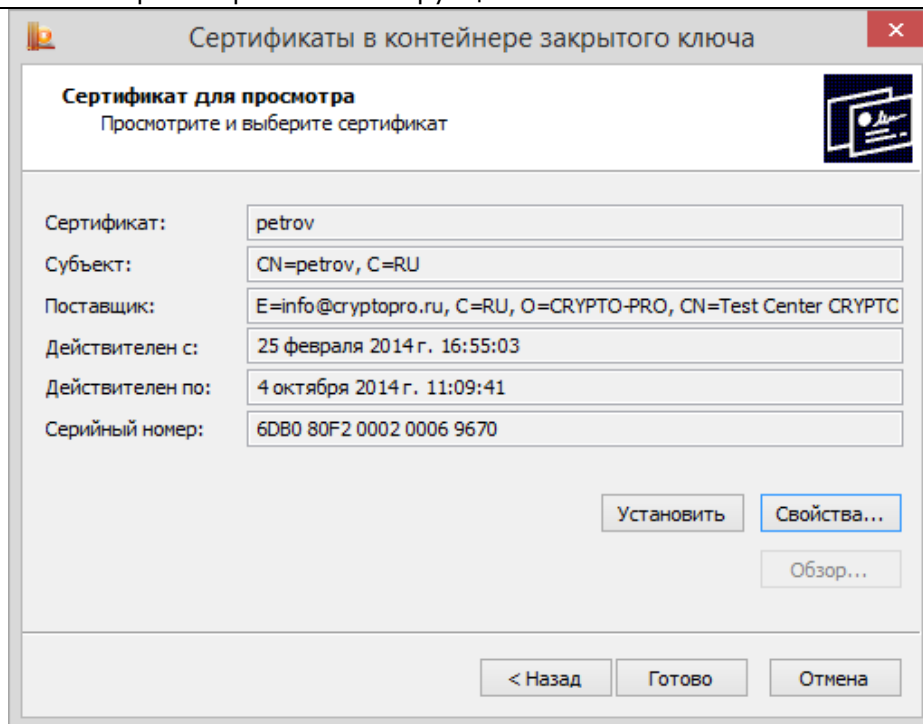 Сертификаты в контейнере закрытого ключа
Сертификат для просмотра
Просмотрите и выберите сертификат
Сертификат: petrov
Субъект: CN=petrov, C=RU
Поставщик: E=info@cryptopro.ru, C=RU, O=CRYPTO-PRO, CN=Test Center CRYPTO
Действителен с: 25 февраля 2014 г. 16:55:03
Действителен по: 4 октября 2014 г. 11:09:41
Серийный номер: 6DB0 80F2 0002 0006 9670
Установить Свойства...
Обзор...
< Назад Готово Отмена